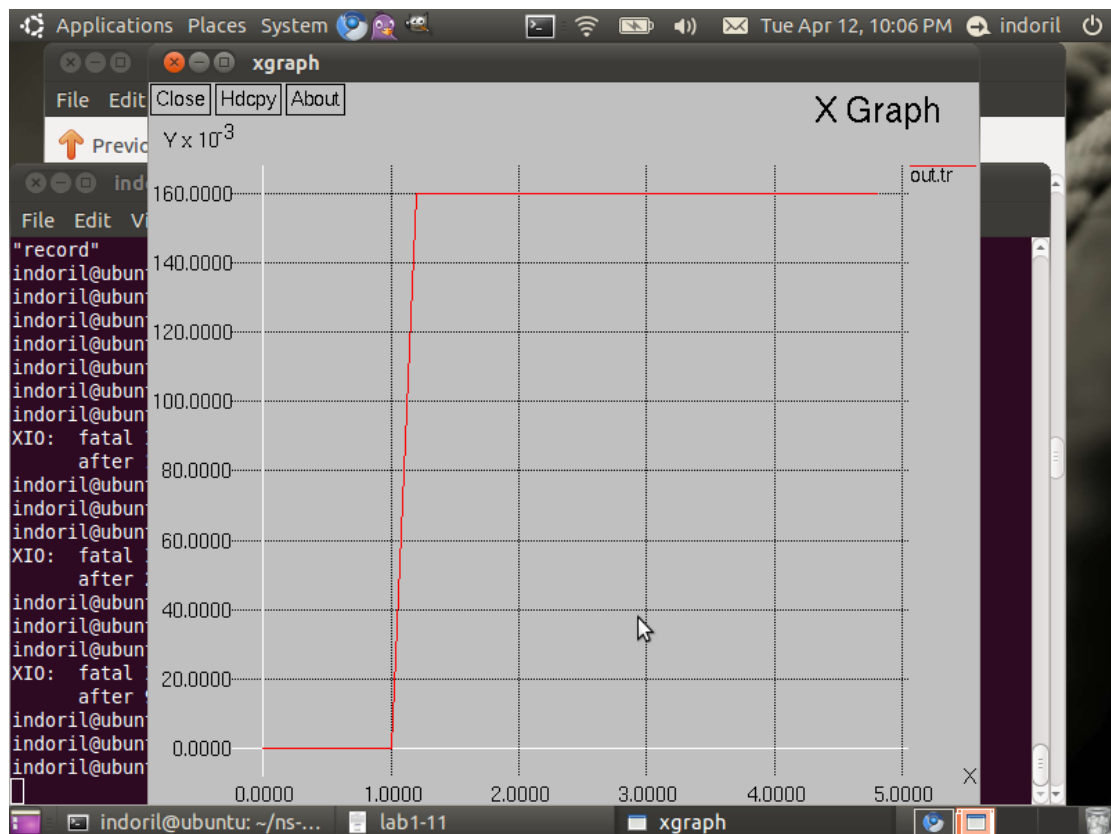 Applications Places System
Tue Apr 12, 10:06 PM indoril
xgraph
File Edit
Close Hdcpy About
X Graph
Y x 10-3
out.tr
160.0000
140.0000
120.0000
100.0000
80.0000
60.0000
40.0000
20.0000
0.0000
X
0.0000 1.0000 2.0000 3.0000 4.0000 5.0000
File Edit
"record"
indoril@ubun
indoril@ubun
indoril@ubun
indoril@ubun
indoril@ubun
indoril@ubun
indoril@ubun
XIO: fatal
after
indoril@ubun
indoril@ubun
indoril@ubun
XIO: fatal
after
indoril@ubun
indoril@ubun
indoril@ubun
XIO: fatal
after
indoril@ubun
indoril@ubun
indoril@ubun
indoril@ubuntu: ~/ns-... lab1-11 xgraph